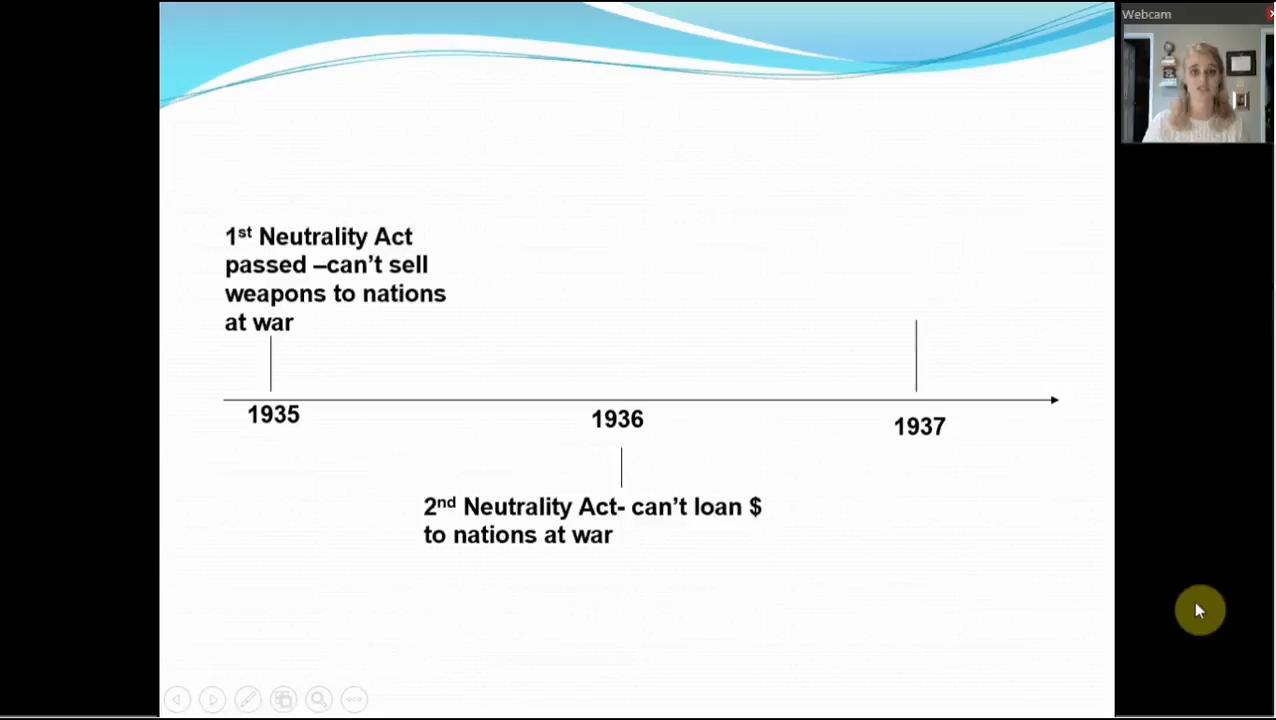 Webcam
1st Neutrality Act
passed –can't sell
weapons to nations
at war
1935
1936
1937
2nd Neutrality Act- can't loan $
to nations at war